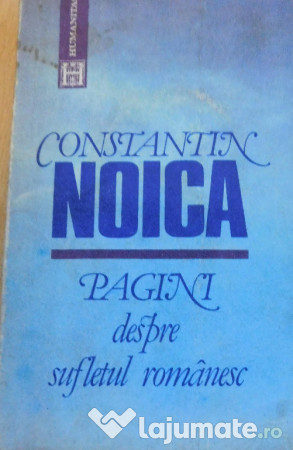 HUMANITAS
CONSTANTIN
NOICA
PAGINI
despre
sufletul românesc
lajumate.ro